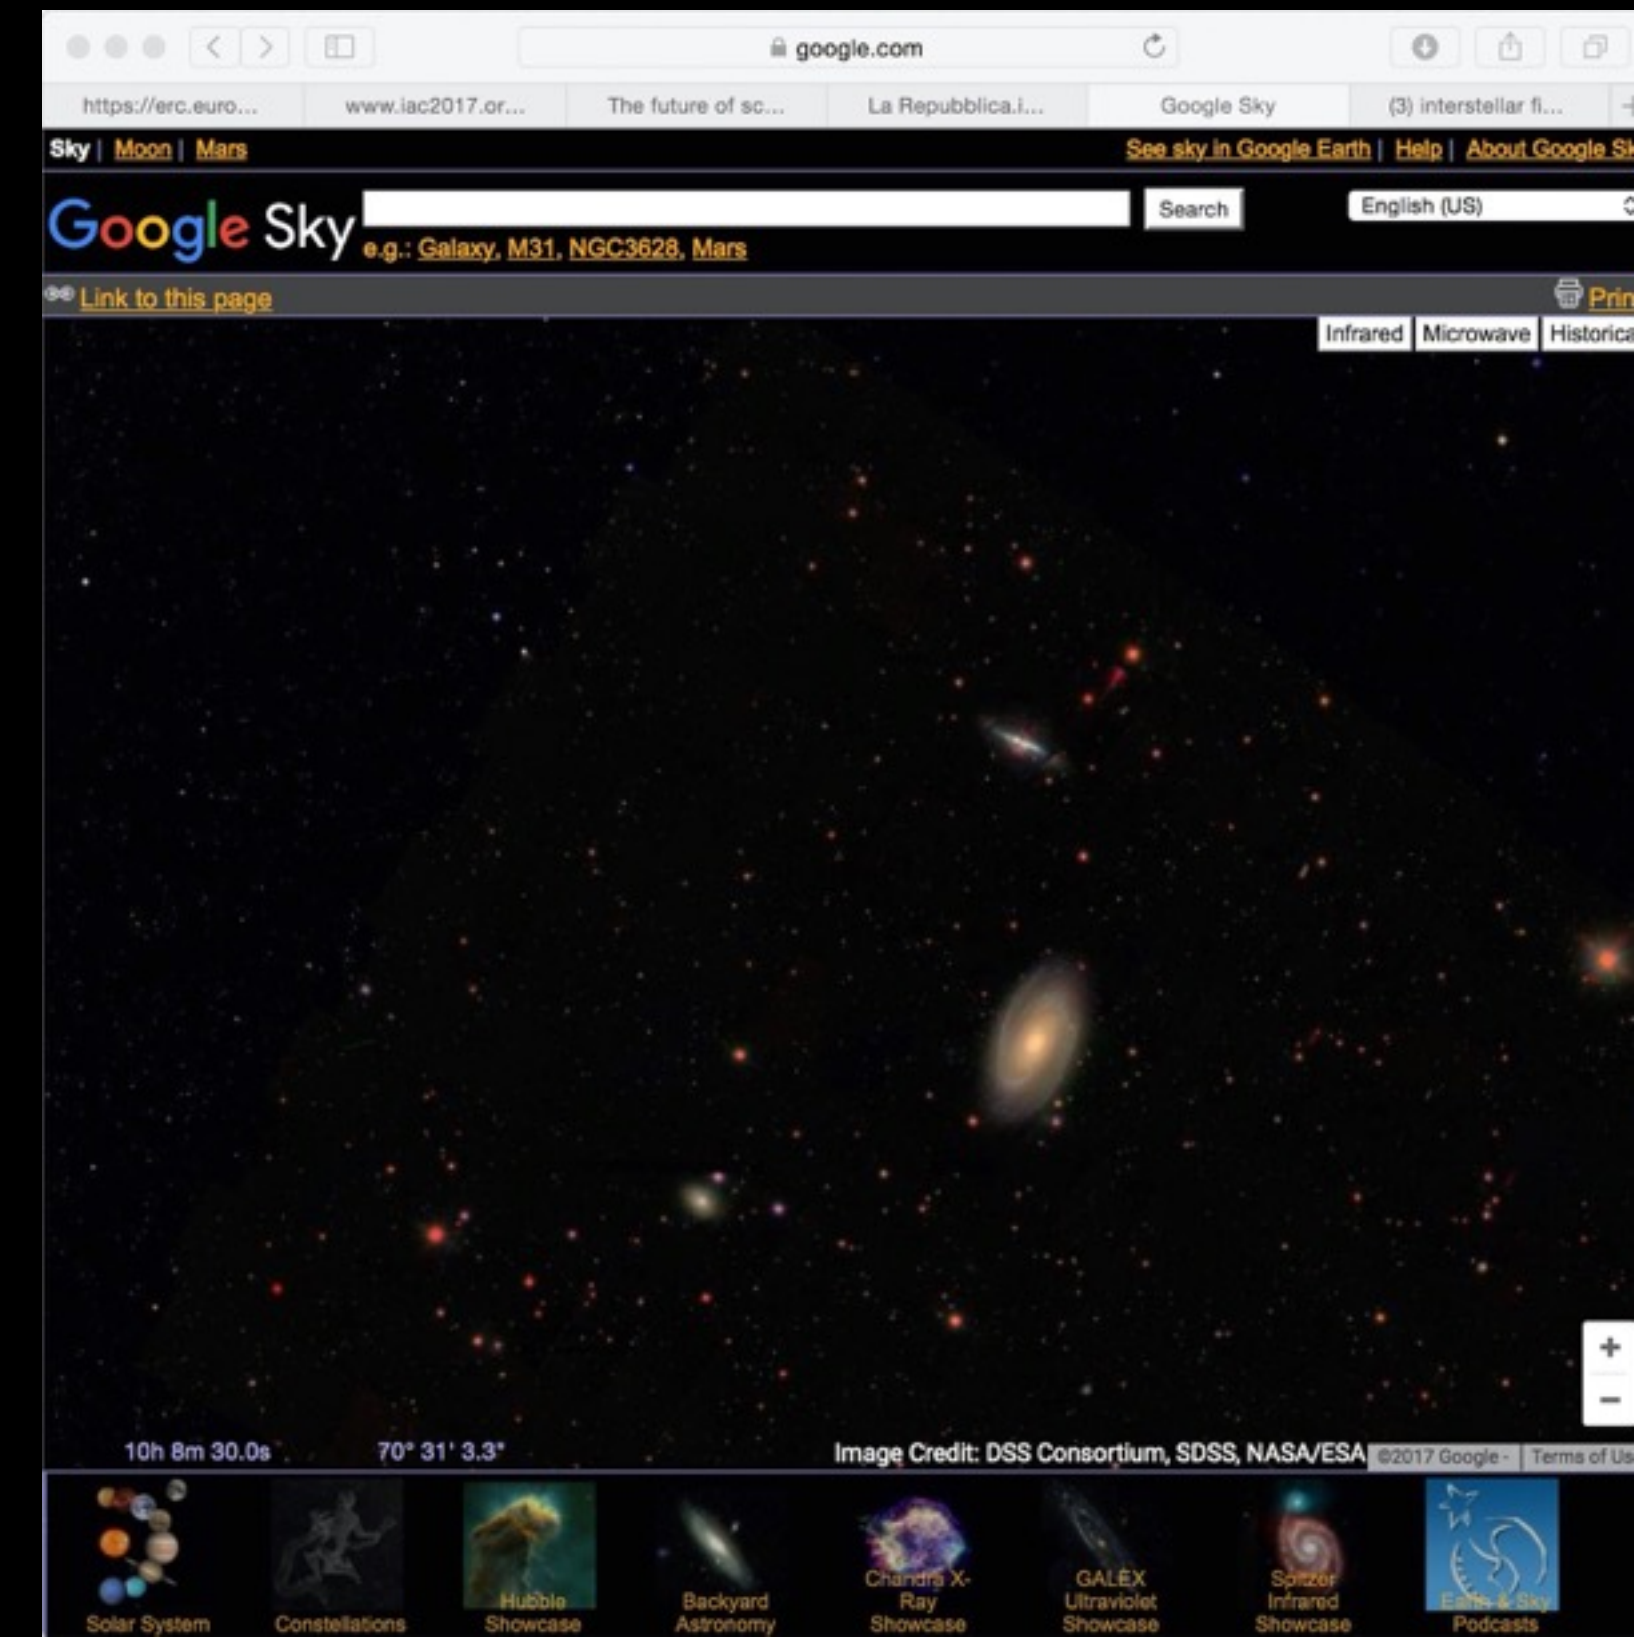 google.com
https://erc.euro... www.iac2017.or... The future of sc... La Repubblica.i... Google Sky (3) interstellar fi...
Sky | Moon | Mars See sky in Google Earth | Help | About Google Sk
Google Sky Search English (US)
e.g.: Galaxy, M31, NGC3628, Mars
Link to this page Prin
Infrared Microwave Historica
+
−
10h 8m 30.0s 70° 31' 3.3" Image Credit: DSS Consortium, SDSS, NASA/ESA ©2017 Google - Terms of Us
Solar System
Constellations
Hubble
Showcase
Backyard
Astronomy
Chandra X-
Ray
Showcase
GALEX
Ultraviolet
Showcase
Spitzer
Infrared
Showcase
Earth & Sky
Podcasts